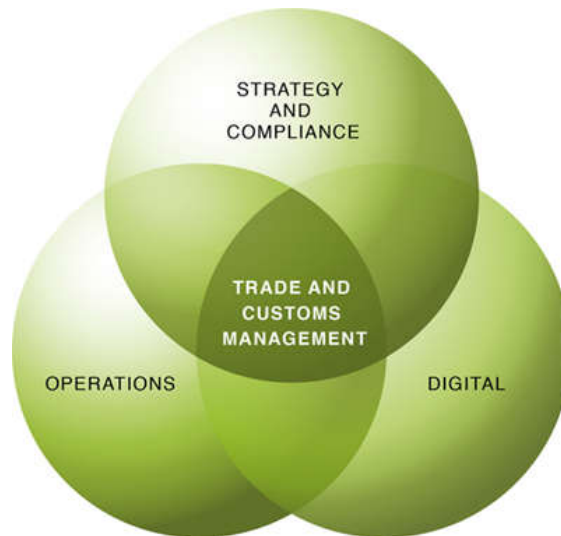 STRATEGY
AND
COMPLIANCE
TRADE AND
CUSTOMS
MANAGEMENT
OPERATIONS
DIGITAL